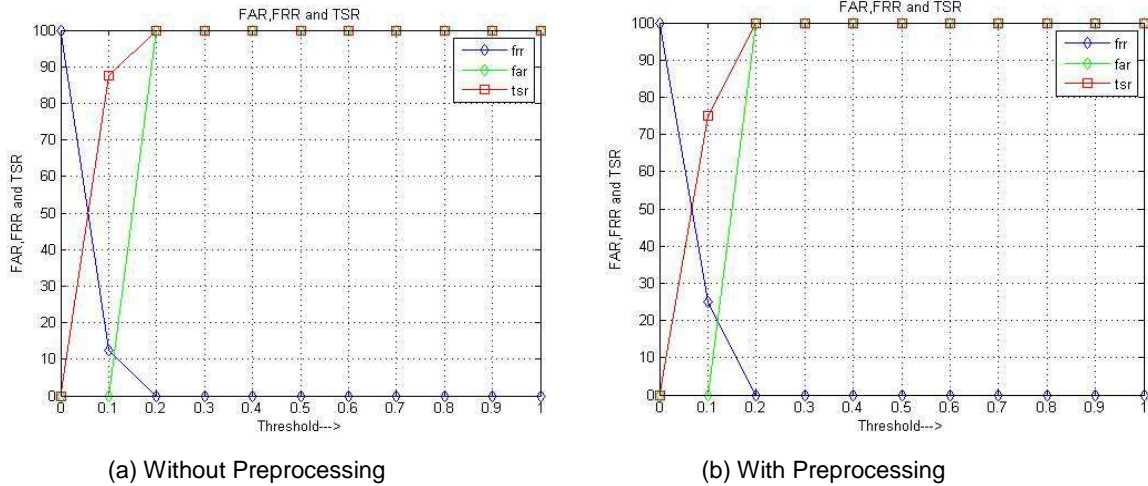 FAR,FRR and TSR
100
90
80
70
60
50
40
30
20
10
0
FAR,FRR and TSR
frr
far
tsr
0 0.1 0.2 0.3 0.4 0.5 0.6 0.7 0.8 0.9 1
Threshold--->
(a) Without Preprocessing
FAR,FRR and TSR
100
90
80
70
60
50
40
30
20
10
0
FAR,FRR and TSR
frr
far
tsr
0 0.1 0.2 0.3 0.4 0.5 0.6 0.7 0.8 0.9 1
Threshold--->
(b) With Preprocessing